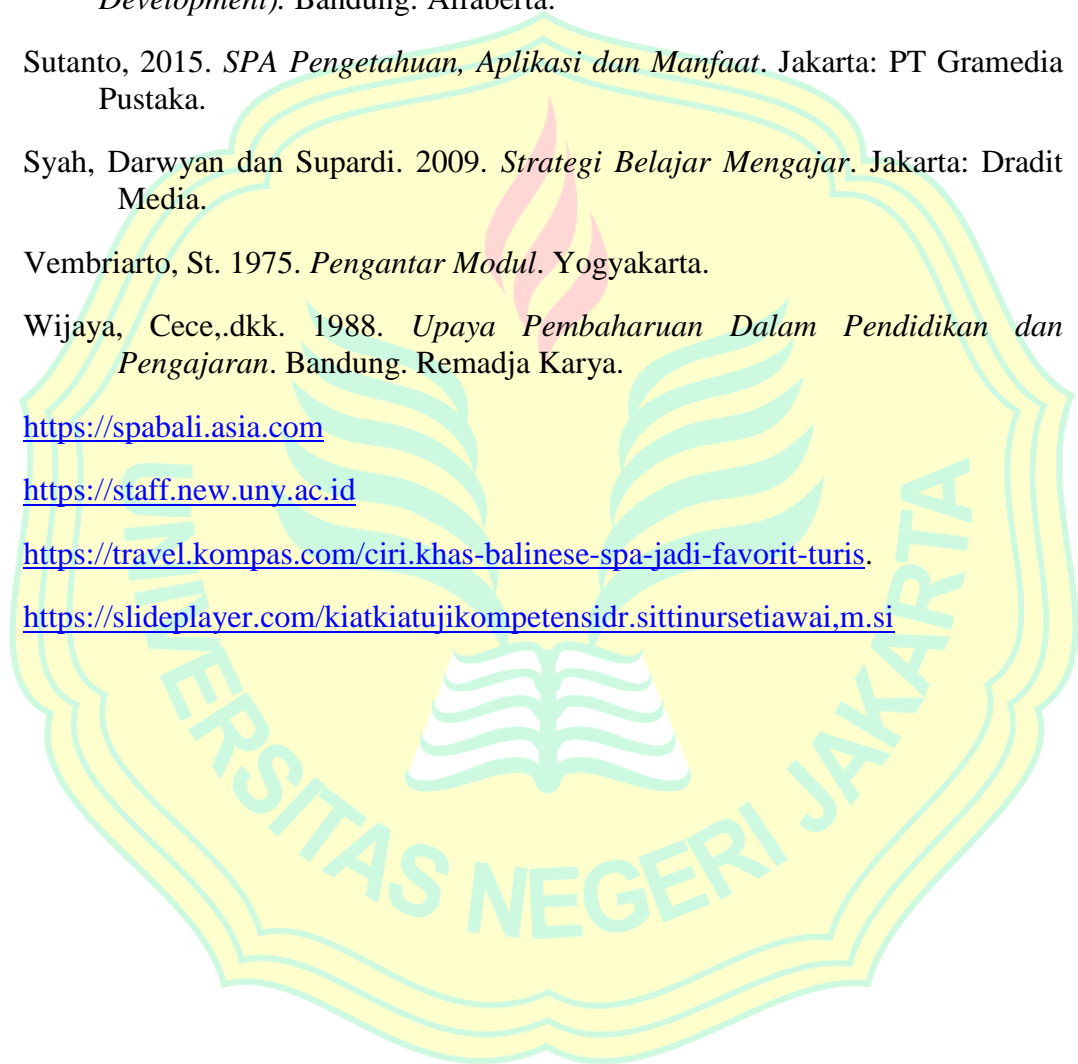 Development). Bandung. Alfaberta.
Sutanto, 2015. SPA Pengetahuan, Aplikasi dan Manfaat. Jakarta: PT Gramedia
Pustaka.
Syah, Darwyan dan Supardi. 2009. Strategi Belajar Mengajar. Jakarta: Dradit
Media.
Vembriarto, St. 1975. Pengantar Modul. Yogyakarta.
Wijaya, Cece,.dkk. 1988. Upaya Pembaharuan Dalam Pendidikan dan
Pengajaran. Bandung. Remadja Karya.
https://spabali.asia.com
https://staff.new.uny.ac.id
https://travel.kompas.com/ciri.khas-balinese-spa-jadi-favorit-turis.
https://slideplayer.com/kiatkiatujikompetensidr.sittinursetiawai,m.si
UNIVERSITAS NEGERI JAKARTA